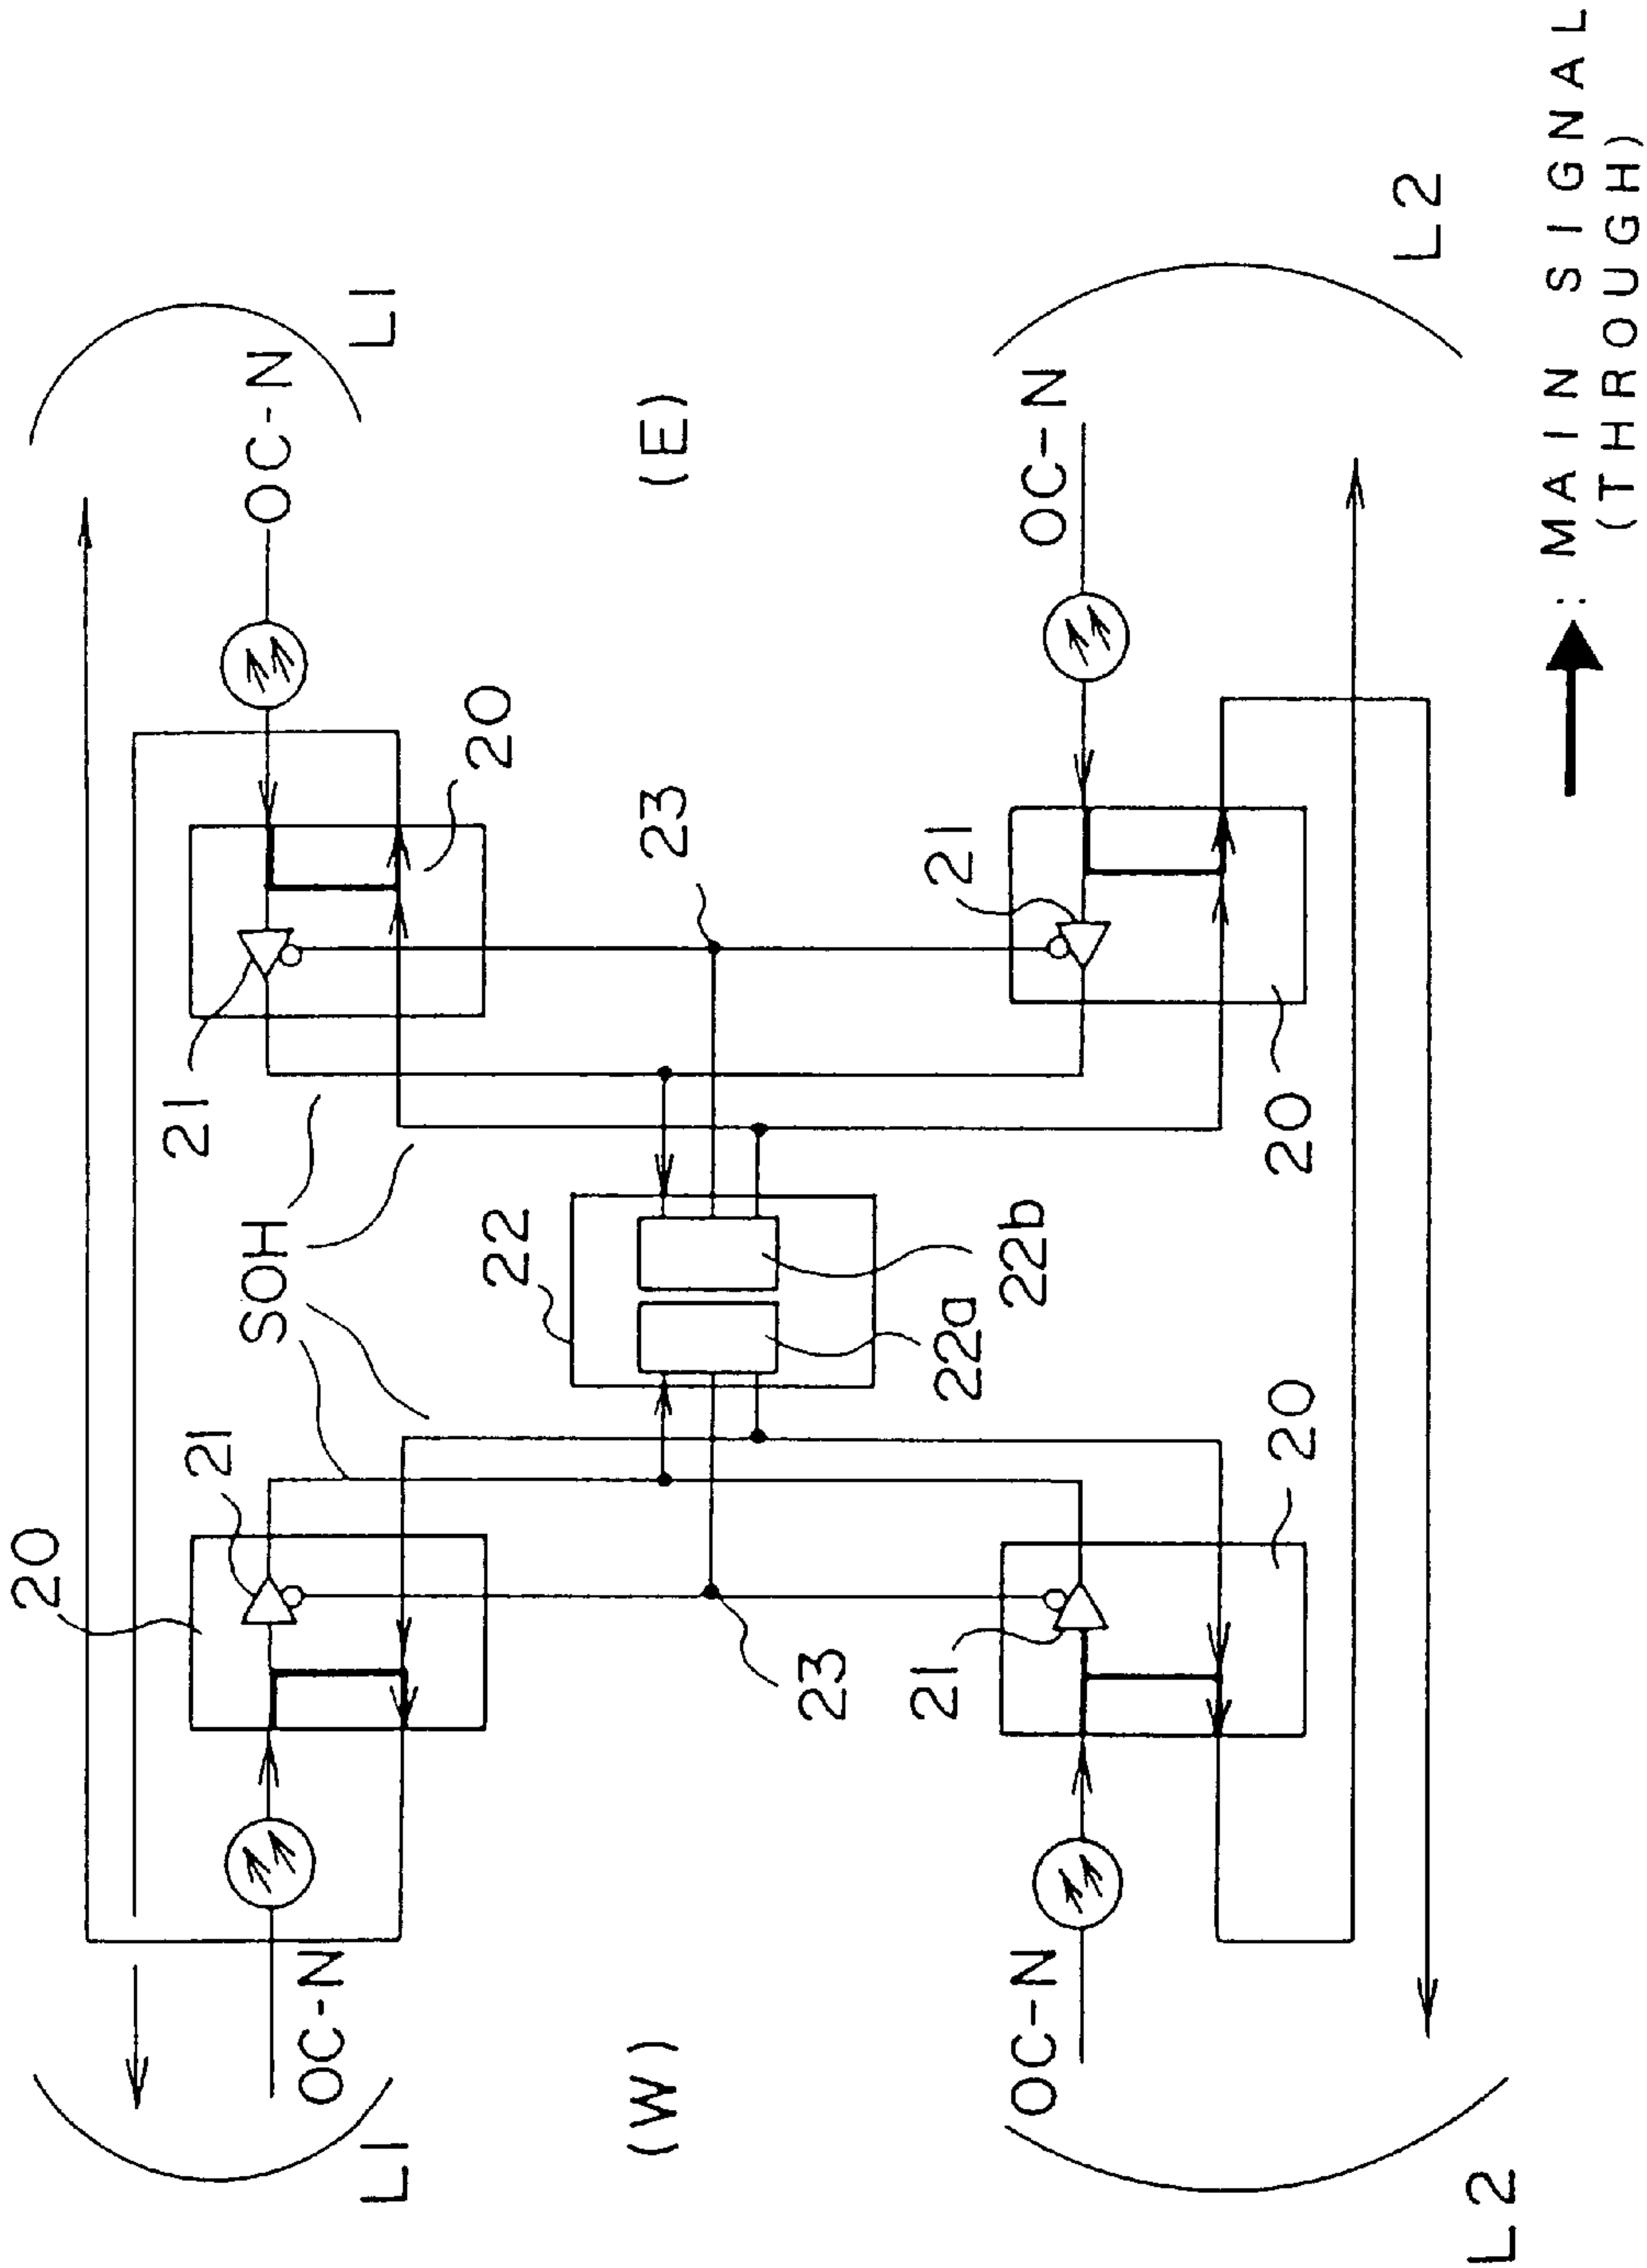 20
21
21
SOH
OC-N
OC-N
L1
L1
22
20
(W)
23
(E)
23
21
22a
21
22b
OC-N
OC-N
20
20
L2
L2
: MAIN SIGNAL
(THROUGH)